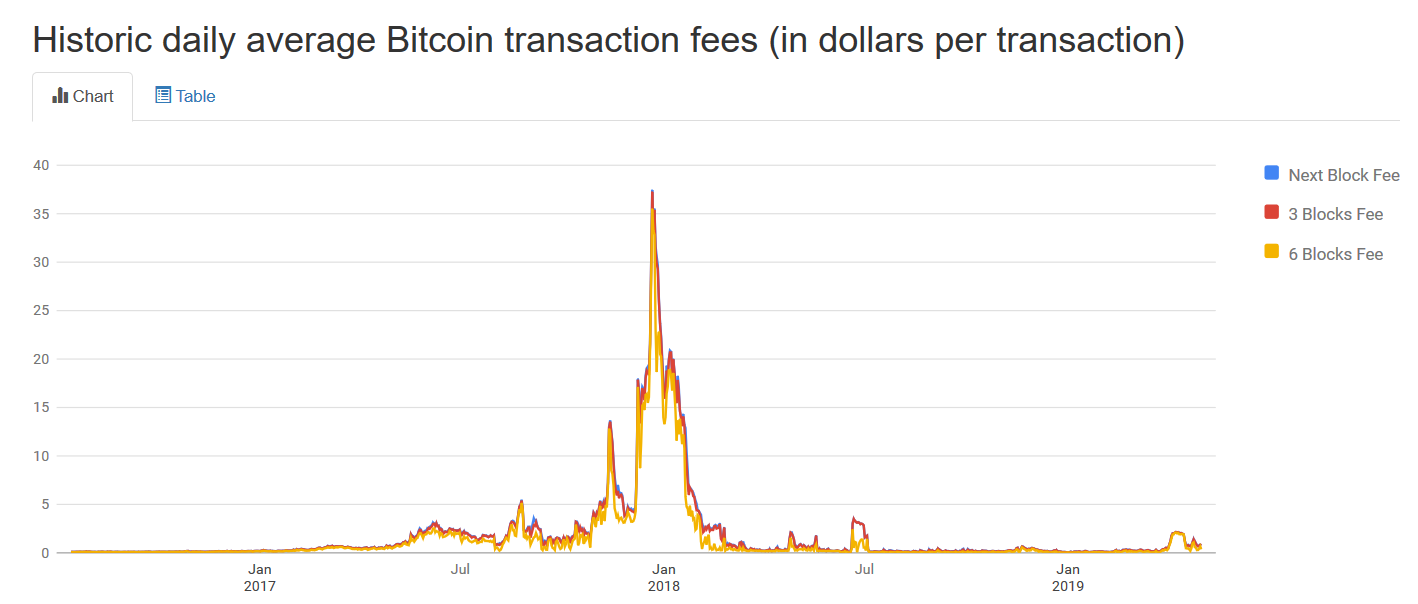 Historic daily average Bitcoin transaction fees (in dollars per transaction)
Chart Table
40
35
30
25
20
15
10
5
0
Next Block Fee
3 Blocks Fee
6 Blocks Fee
Jan Jul Jan Jul Jan
2017 2018 2019